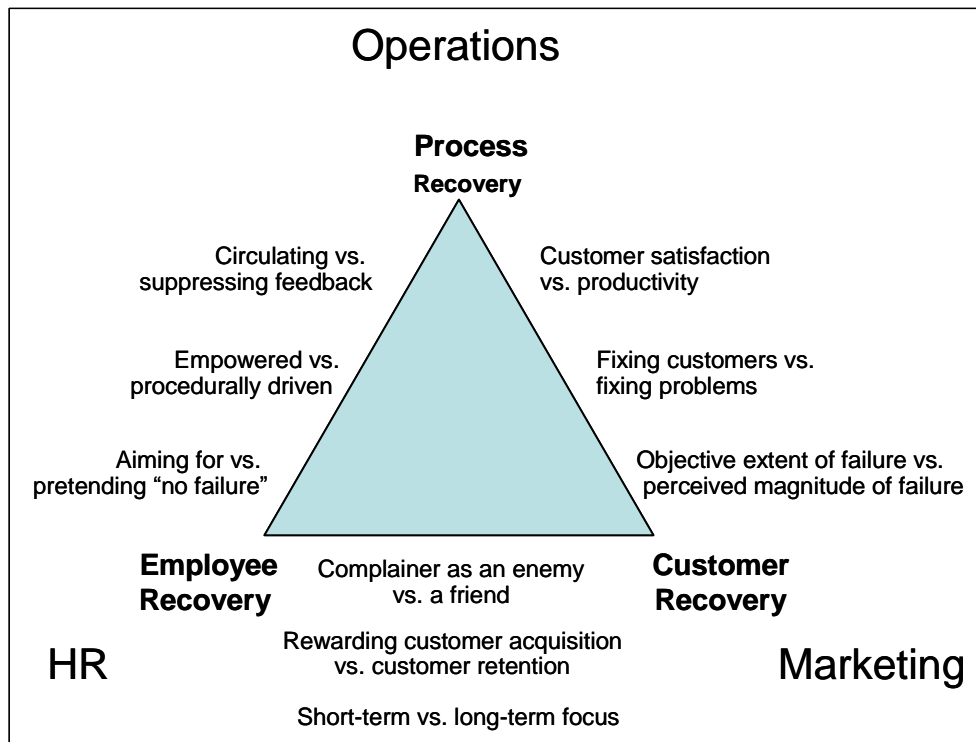 Operations
Process
Recovery
Circulating vs.
suppressing feedback
Customer satisfaction
vs. productivity
Empowered vs.
procedurally driven
Fixing customers vs.
fixing problems
Aiming for vs.
pretending “no failure”
Objective extent of failure vs.
perceived magnitude of failure
Employee
Recovery
Complainer as an enemy
vs. a friend
Customer
Recovery
Rewarding customer acquisition
vs. customer retention
HR
Marketing
Short-term vs. long-term focus